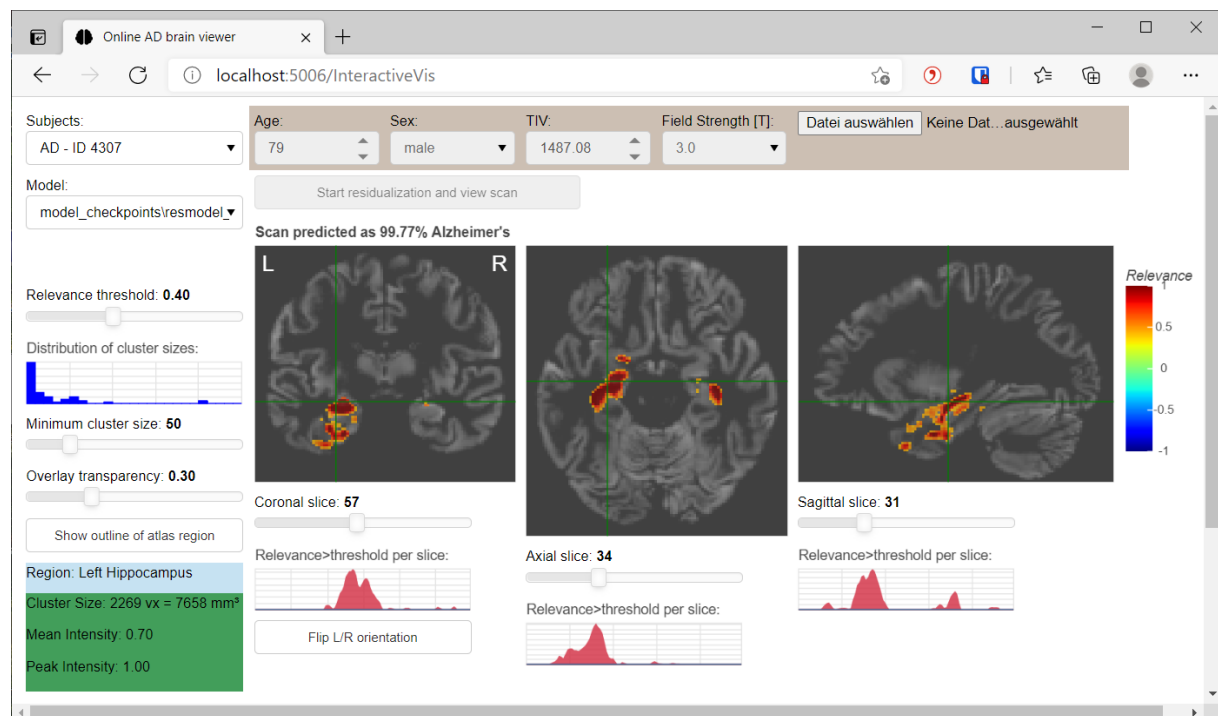 Online AD brain viewer
localhost:5006/InteractiveVis
Subjects:
AD - ID 4307
Model:
model_checkpoints\resmodel_
Age:
79
Sex:
male
TIV:
1487.08
Field Strength [T]:
3.0
Datei auswählen Keine Dat...ausgewählt
Start residualization and view scan
Scan predicted as 99.77% Alzheimer's
L R
Relevance
1
0.5
0
-0.5
-1
Relevance threshold: 0.40
Distribution of cluster sizes:
Minimum cluster size: 50
Overlay transparency: 0.30
Show outline of atlas region
Region: Left Hippocampus
Cluster Size: 2269 vx = 7658 mm³
Mean Intensity: 0.70
Peak Intensity: 1.00
Coronal slice: 57
Relevance>threshold per slice:
Flip L/R orientation
Axial slice: 34
Relevance>threshold per slice:
Sagittal slice: 31
Relevance>threshold per slice: